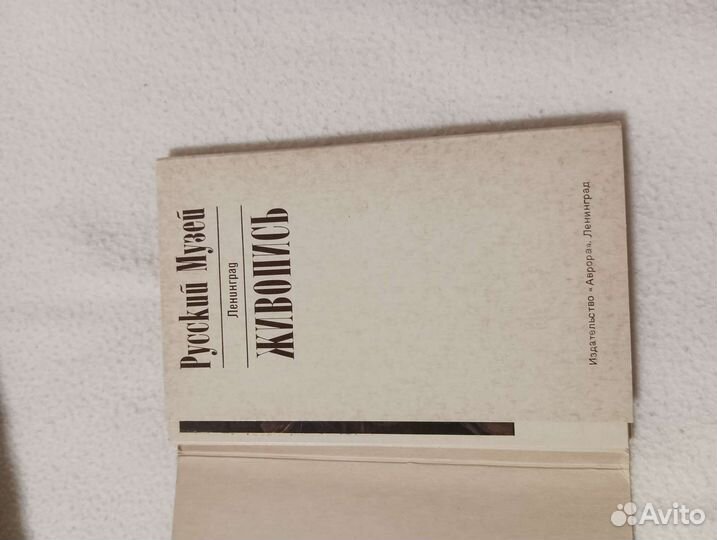 Русский Музей
Ленинград
ЖИВОПИСЬ
Издательство «Аврора». Ленинград
Avito